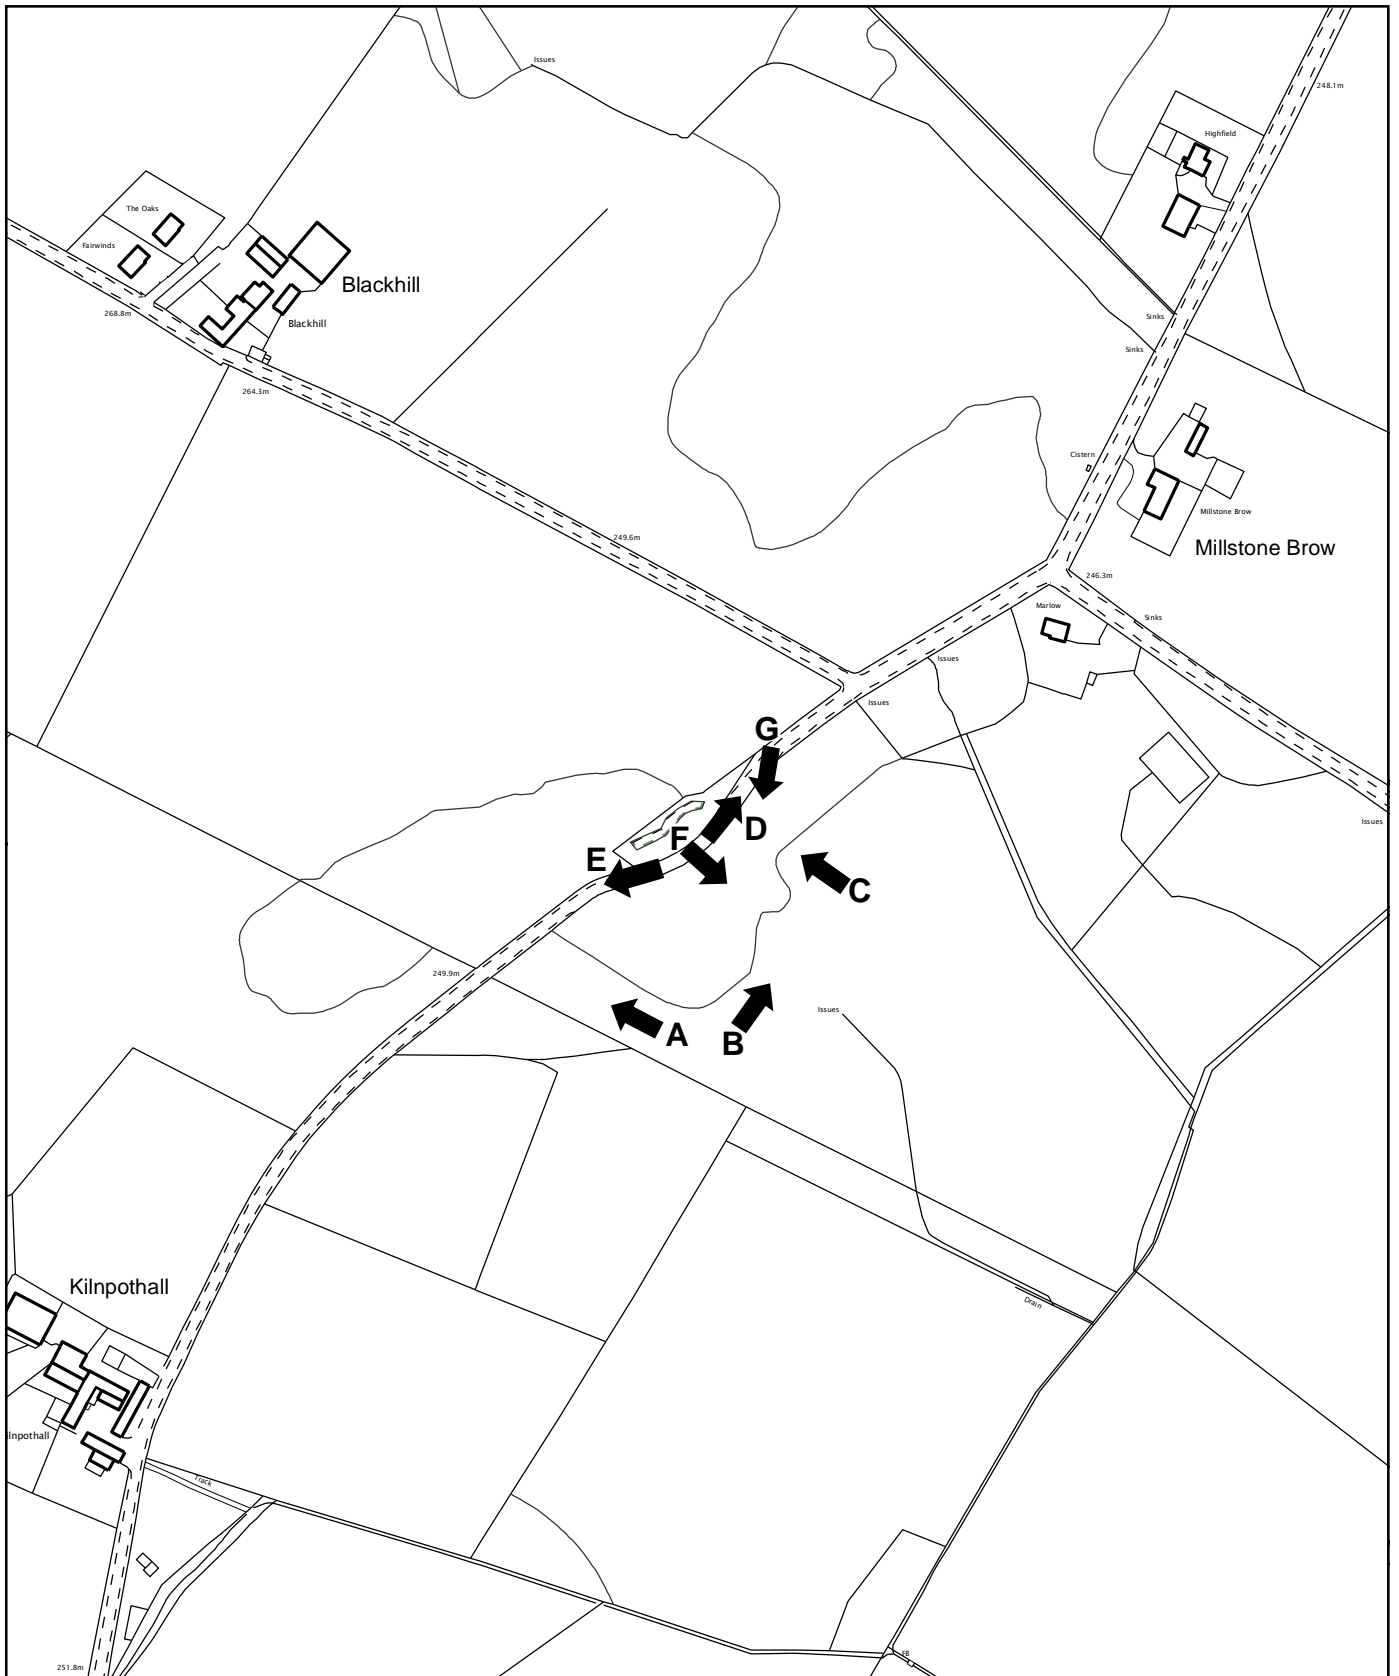 Issues
248.1m
Highfield
The Oaks
Fairwinds
Blackhill
268.8m
Blackhill
Sinks
Sinks
264.3m
Cistern
Millstone Brow
249.6m
Millstone Brow
246.3m
Marlow
Sinks
Issues
Issues
G
D
Issues
F
E
C
249.9m
Issues
A
B
Kilnpothall
Drain
ilnpothall
Track
FB
251.8m